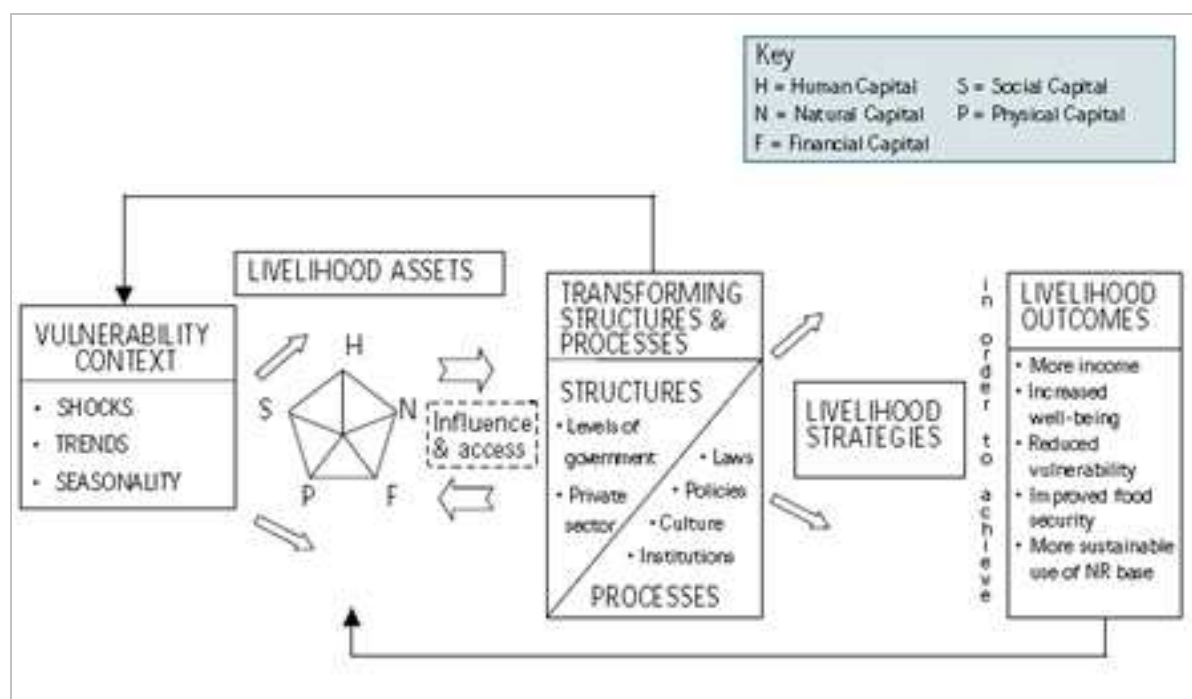 Key
H = Human Capital S = Social Capital
N = Natural Capital P = Physical Capital
F = Financial Capital
LIVELIHOOD ASSETS
VULNERABILITY
CONTEXT
• SHOCKS
• TRENDS
• SEASONALITY
H
S
N
P
F
Influence
& access
TRANSFORMING
STRUCTURES &
PROCESSES
STRUCTURES
• Levels of
government
• Private
sector
• Laws
• Policies
• Culture
• Institutions
PROCESSES
LIVELIHOOD
STRATEGIES
in order to achieve
LIVELIHOOD
OUTCOMES
• More income
• Increased
well-being
• Reduced
vulnerability
• Improved food
security
• More sustainable
use of NR base